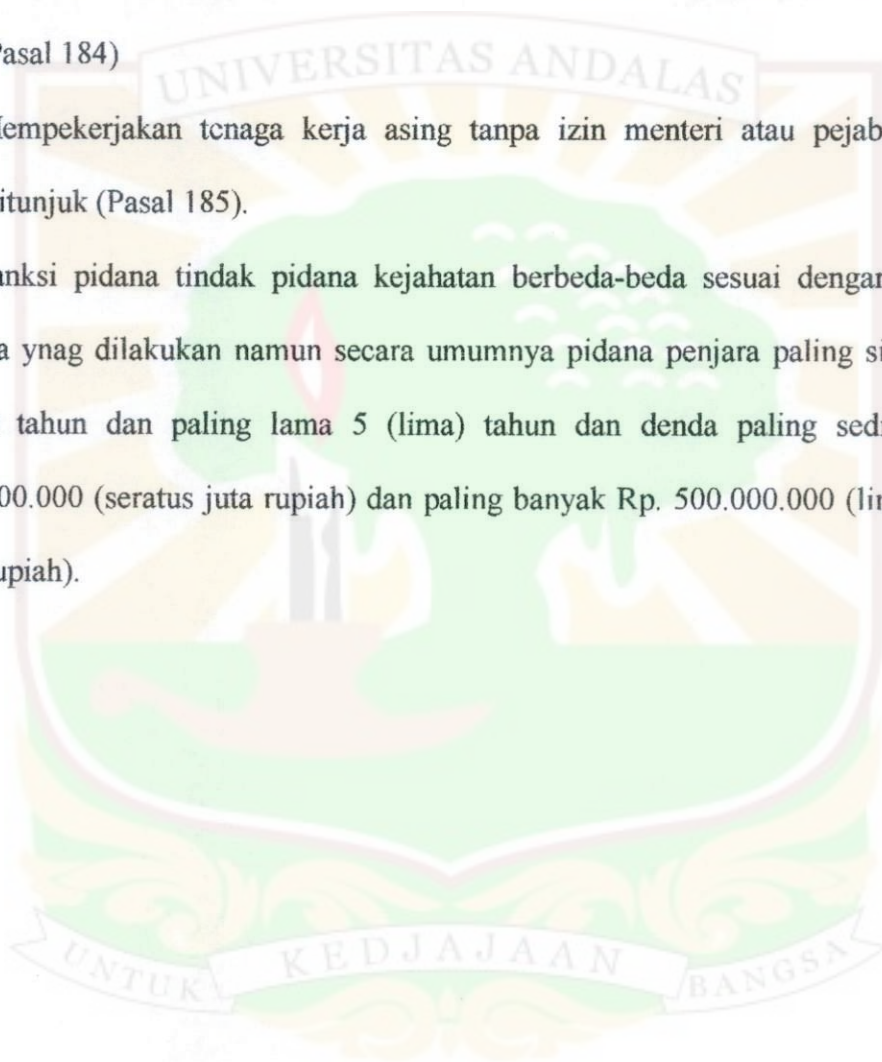 Pasal 184)
UNIVERSITAS ANDALAS
Mempekerjakan tenaga kerja asing tanpa izin menteri atau pejab
itunjuk (Pasal 185).
anksi pidana tindak pidana kejahatan berbeda-beda sesuai dengan
a ynag dilakukan namun secara umumnya pidana penjara paling si
tahun dan paling lama 5 (lima) tahun dan denda paling sed
00.000 (seratus juta rupiah) dan paling banyak Rp. 500.000.000 (lir
upiah).
UNTUK KEDJAJAAN BANGSA